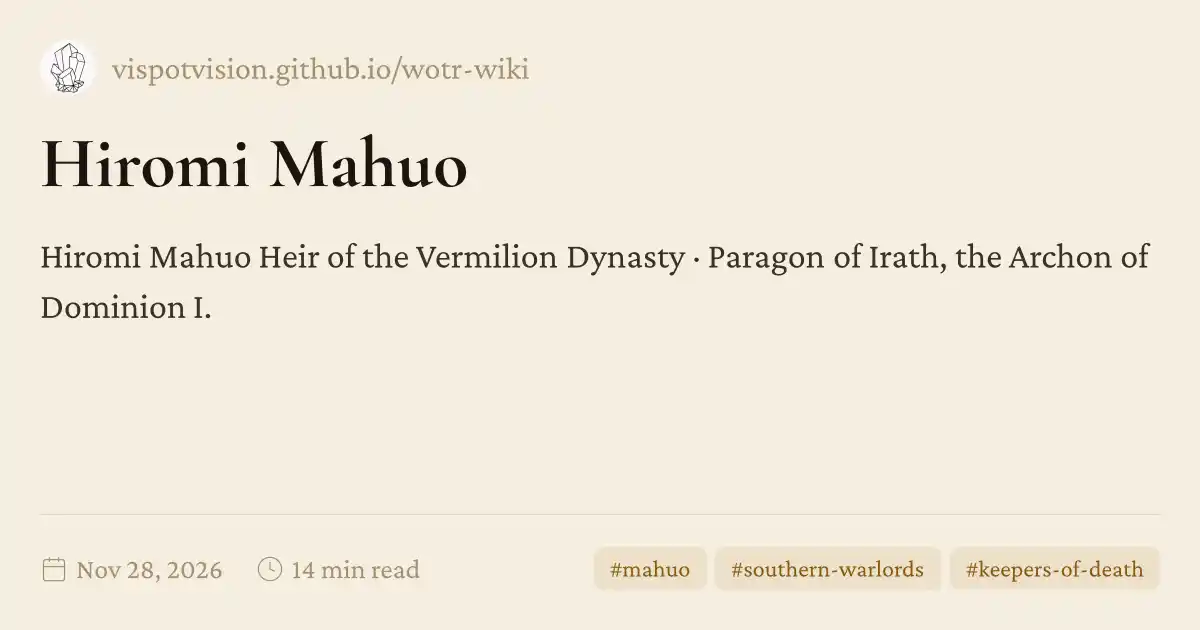 vispotvision.github.io/wotr-wiki
Hiromi Mahuo
Hiromi Mahuo Heir of the Vermilion Dynasty · Paragon of Irath, the Archon of
Dominion I.
Nov 28, 2026 14 min read #mahuo #southern-warlords #keepers-of-death